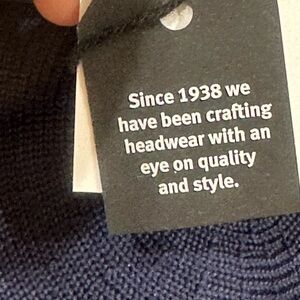 Since 1938 we
have been crafting
headwear with an
eye on quality
and style.